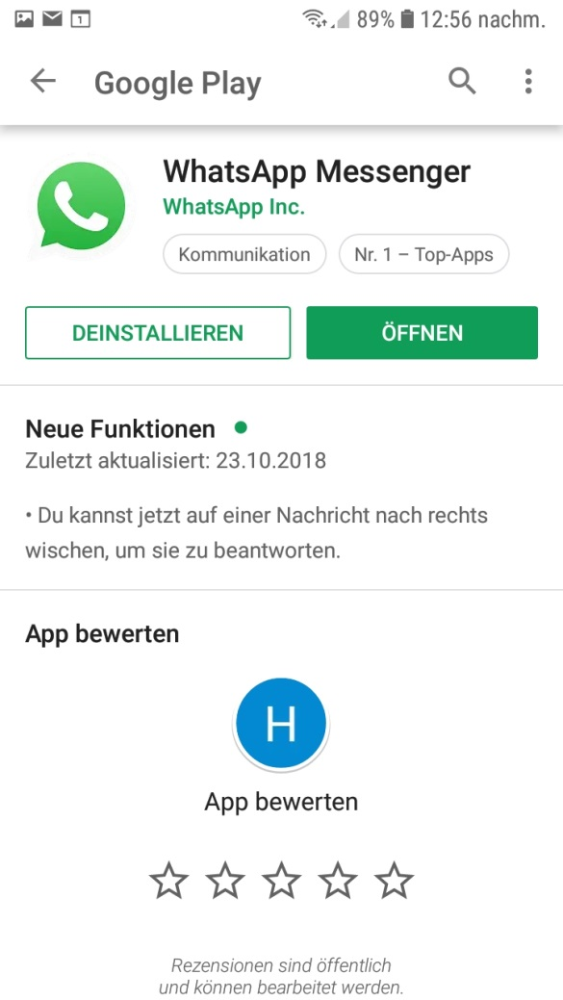 1 89% 12:56 nachm.
Google Play
WhatsApp Messenger
WhatsApp Inc.
Kommunikation Nr. 1 – Top-Apps
DEINSTALLIEREN ÖFFNEN
Neue Funktionen
Zuletzt aktualisiert: 23.10.2018
• Du kannst jetzt auf einer Nachricht nach rechts
wischen, um sie zu beantworten.
App bewerten
H
App bewerten
Rezensionen sind öffentlich
und können bearbeitet werden.